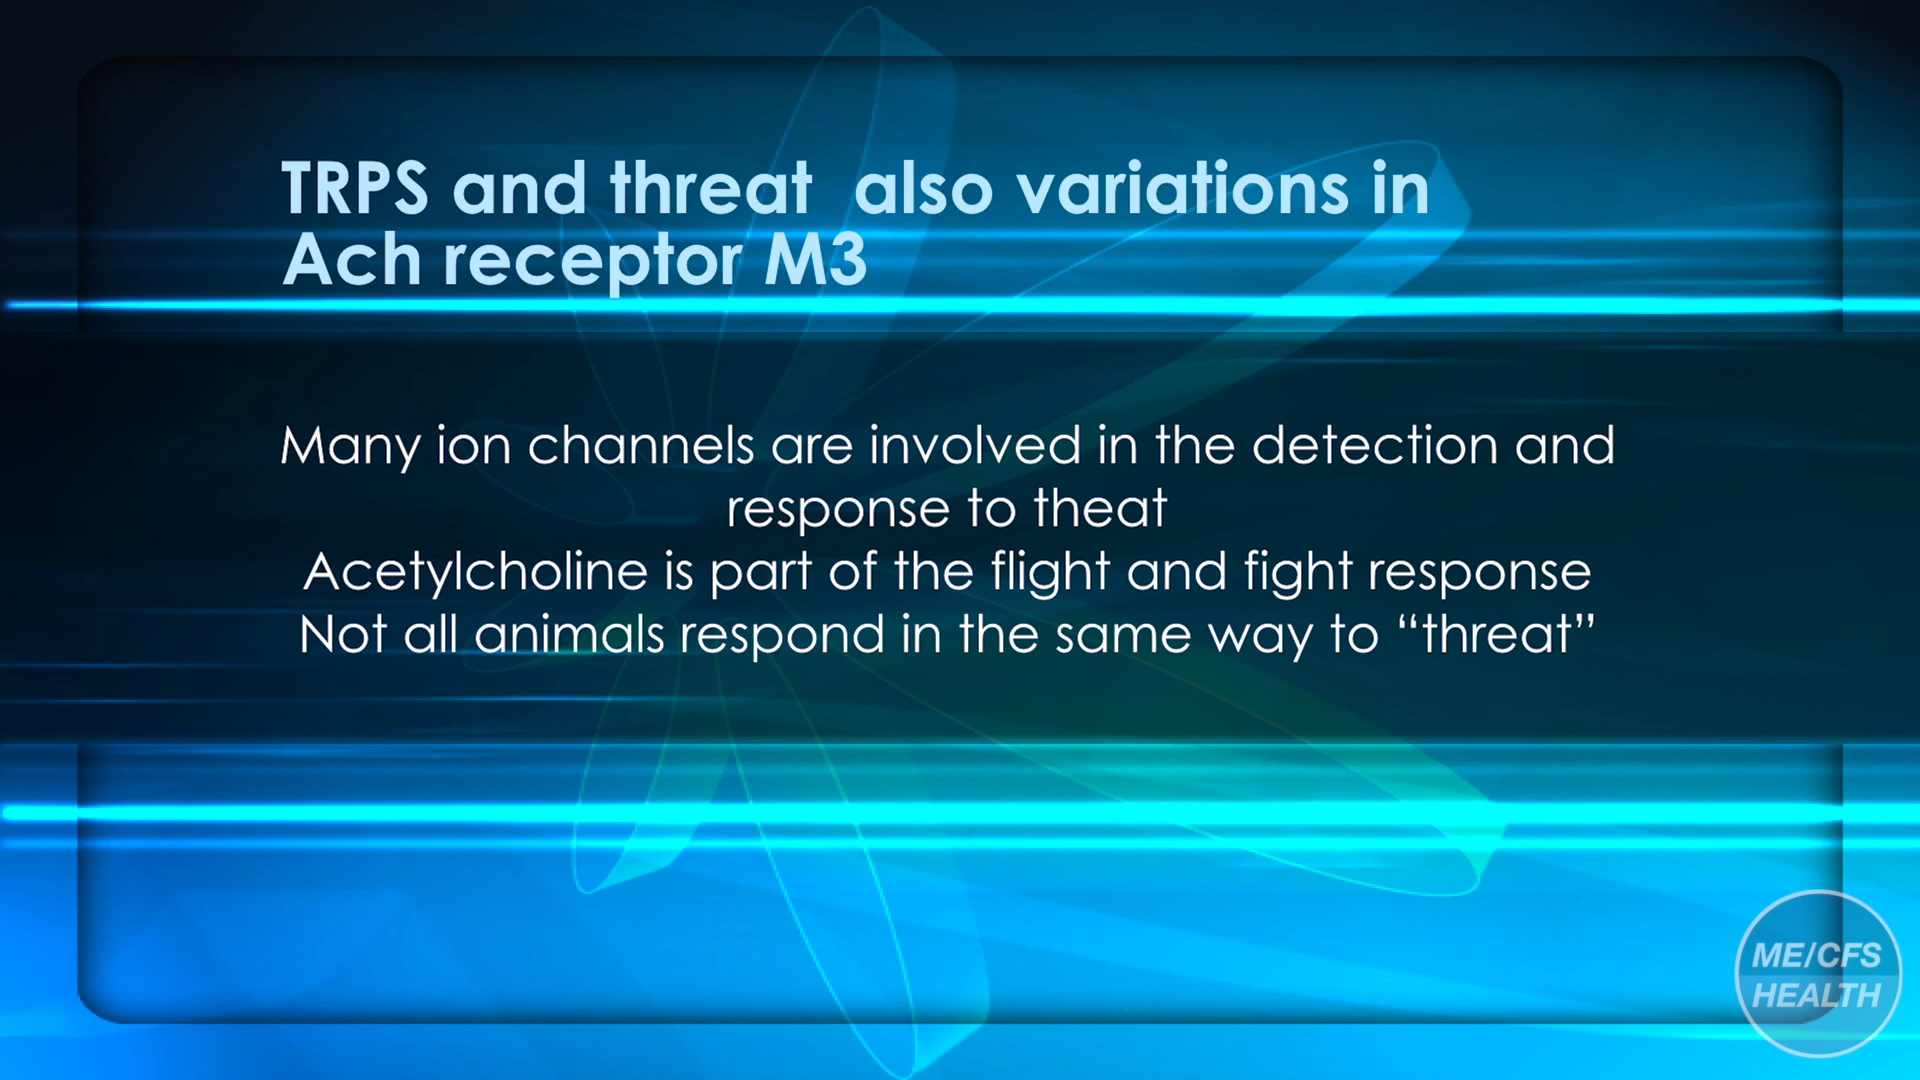 TRPS and threat  also variations in
Ach receptor M3
Many ion channels are involved in the detection and
response to theat
Acetylcholine is part of the flight and fight response
Not all animals respond in the same way to “threat”
ME/CFS
HEALTH